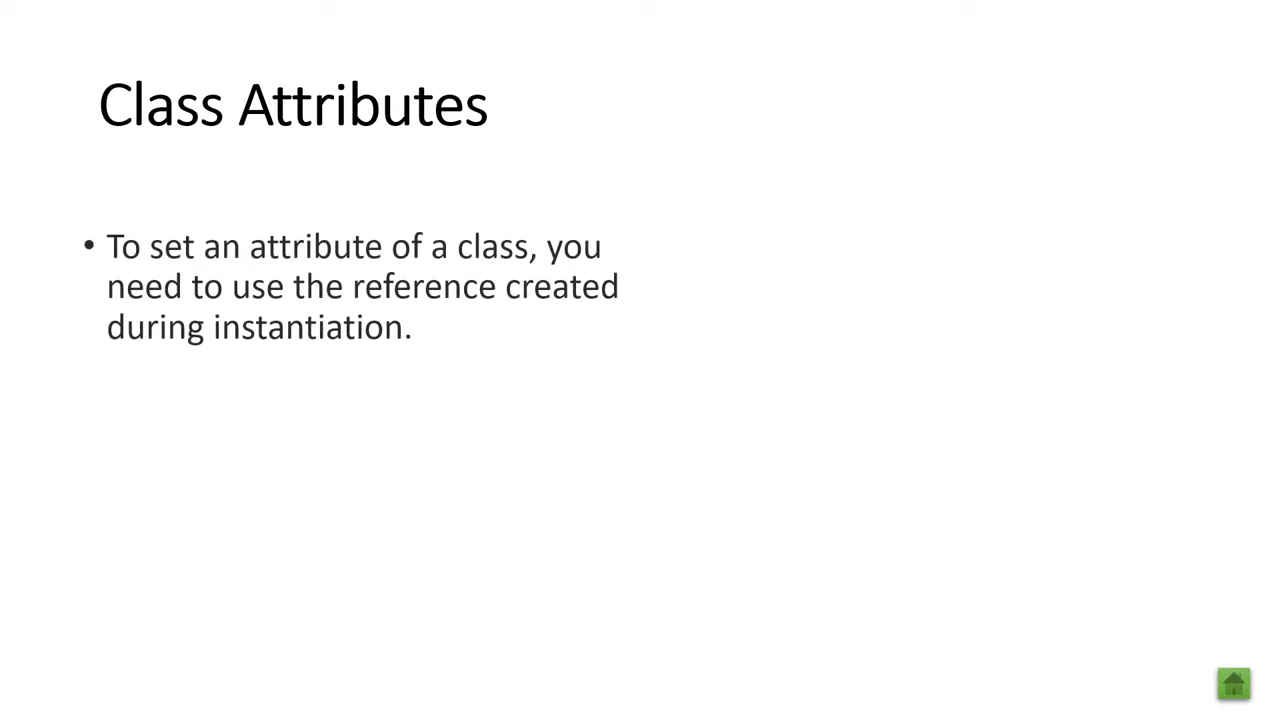 Class Attributes
• To set an attribute of a class, you
need to use the reference created
during instantiation.